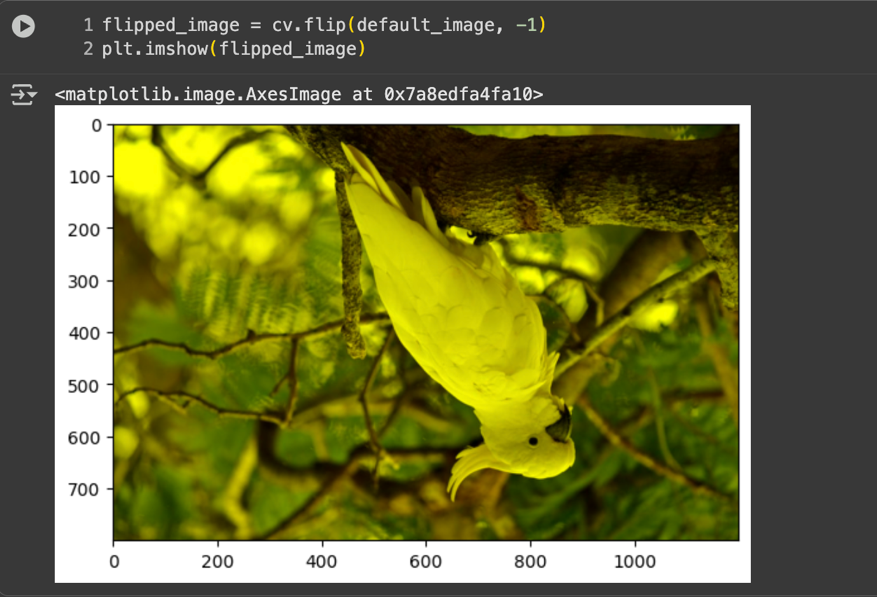 1 flipped_image = cv.flip(default_image, -1)
2 plt.imshow(flipped_image)
<matplotlib.image.AxesImage at 0x7a8edfa4fa10>
0
100
200
300
400
500
600
700
0 200 400 600 800 1000